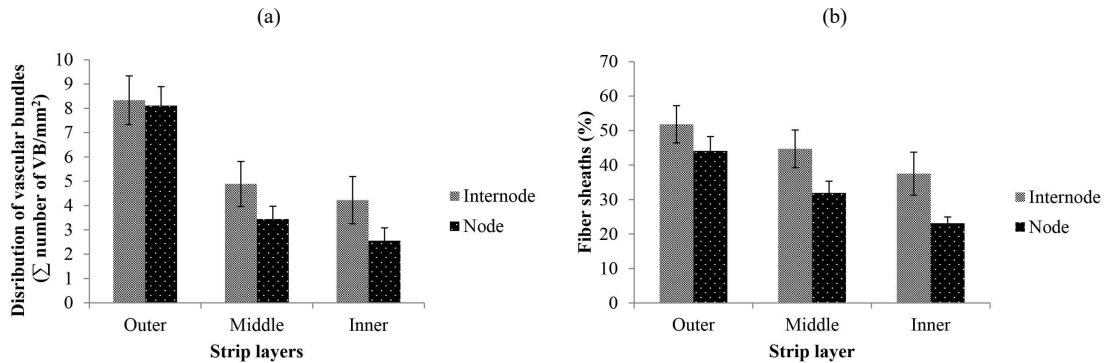 (a)
Disribution of vascular bundles
(∑ number of VB/mm²)
10
9
8
7
6
5
4
3
2
1
0
Outer
Middle
Inner
Strip layers
Internode
Node
(b)
Fiber sheaths (%)
70
60
50
40
30
20
10
0
Outer
Middle
Inner
Strip layer
Internode
Node